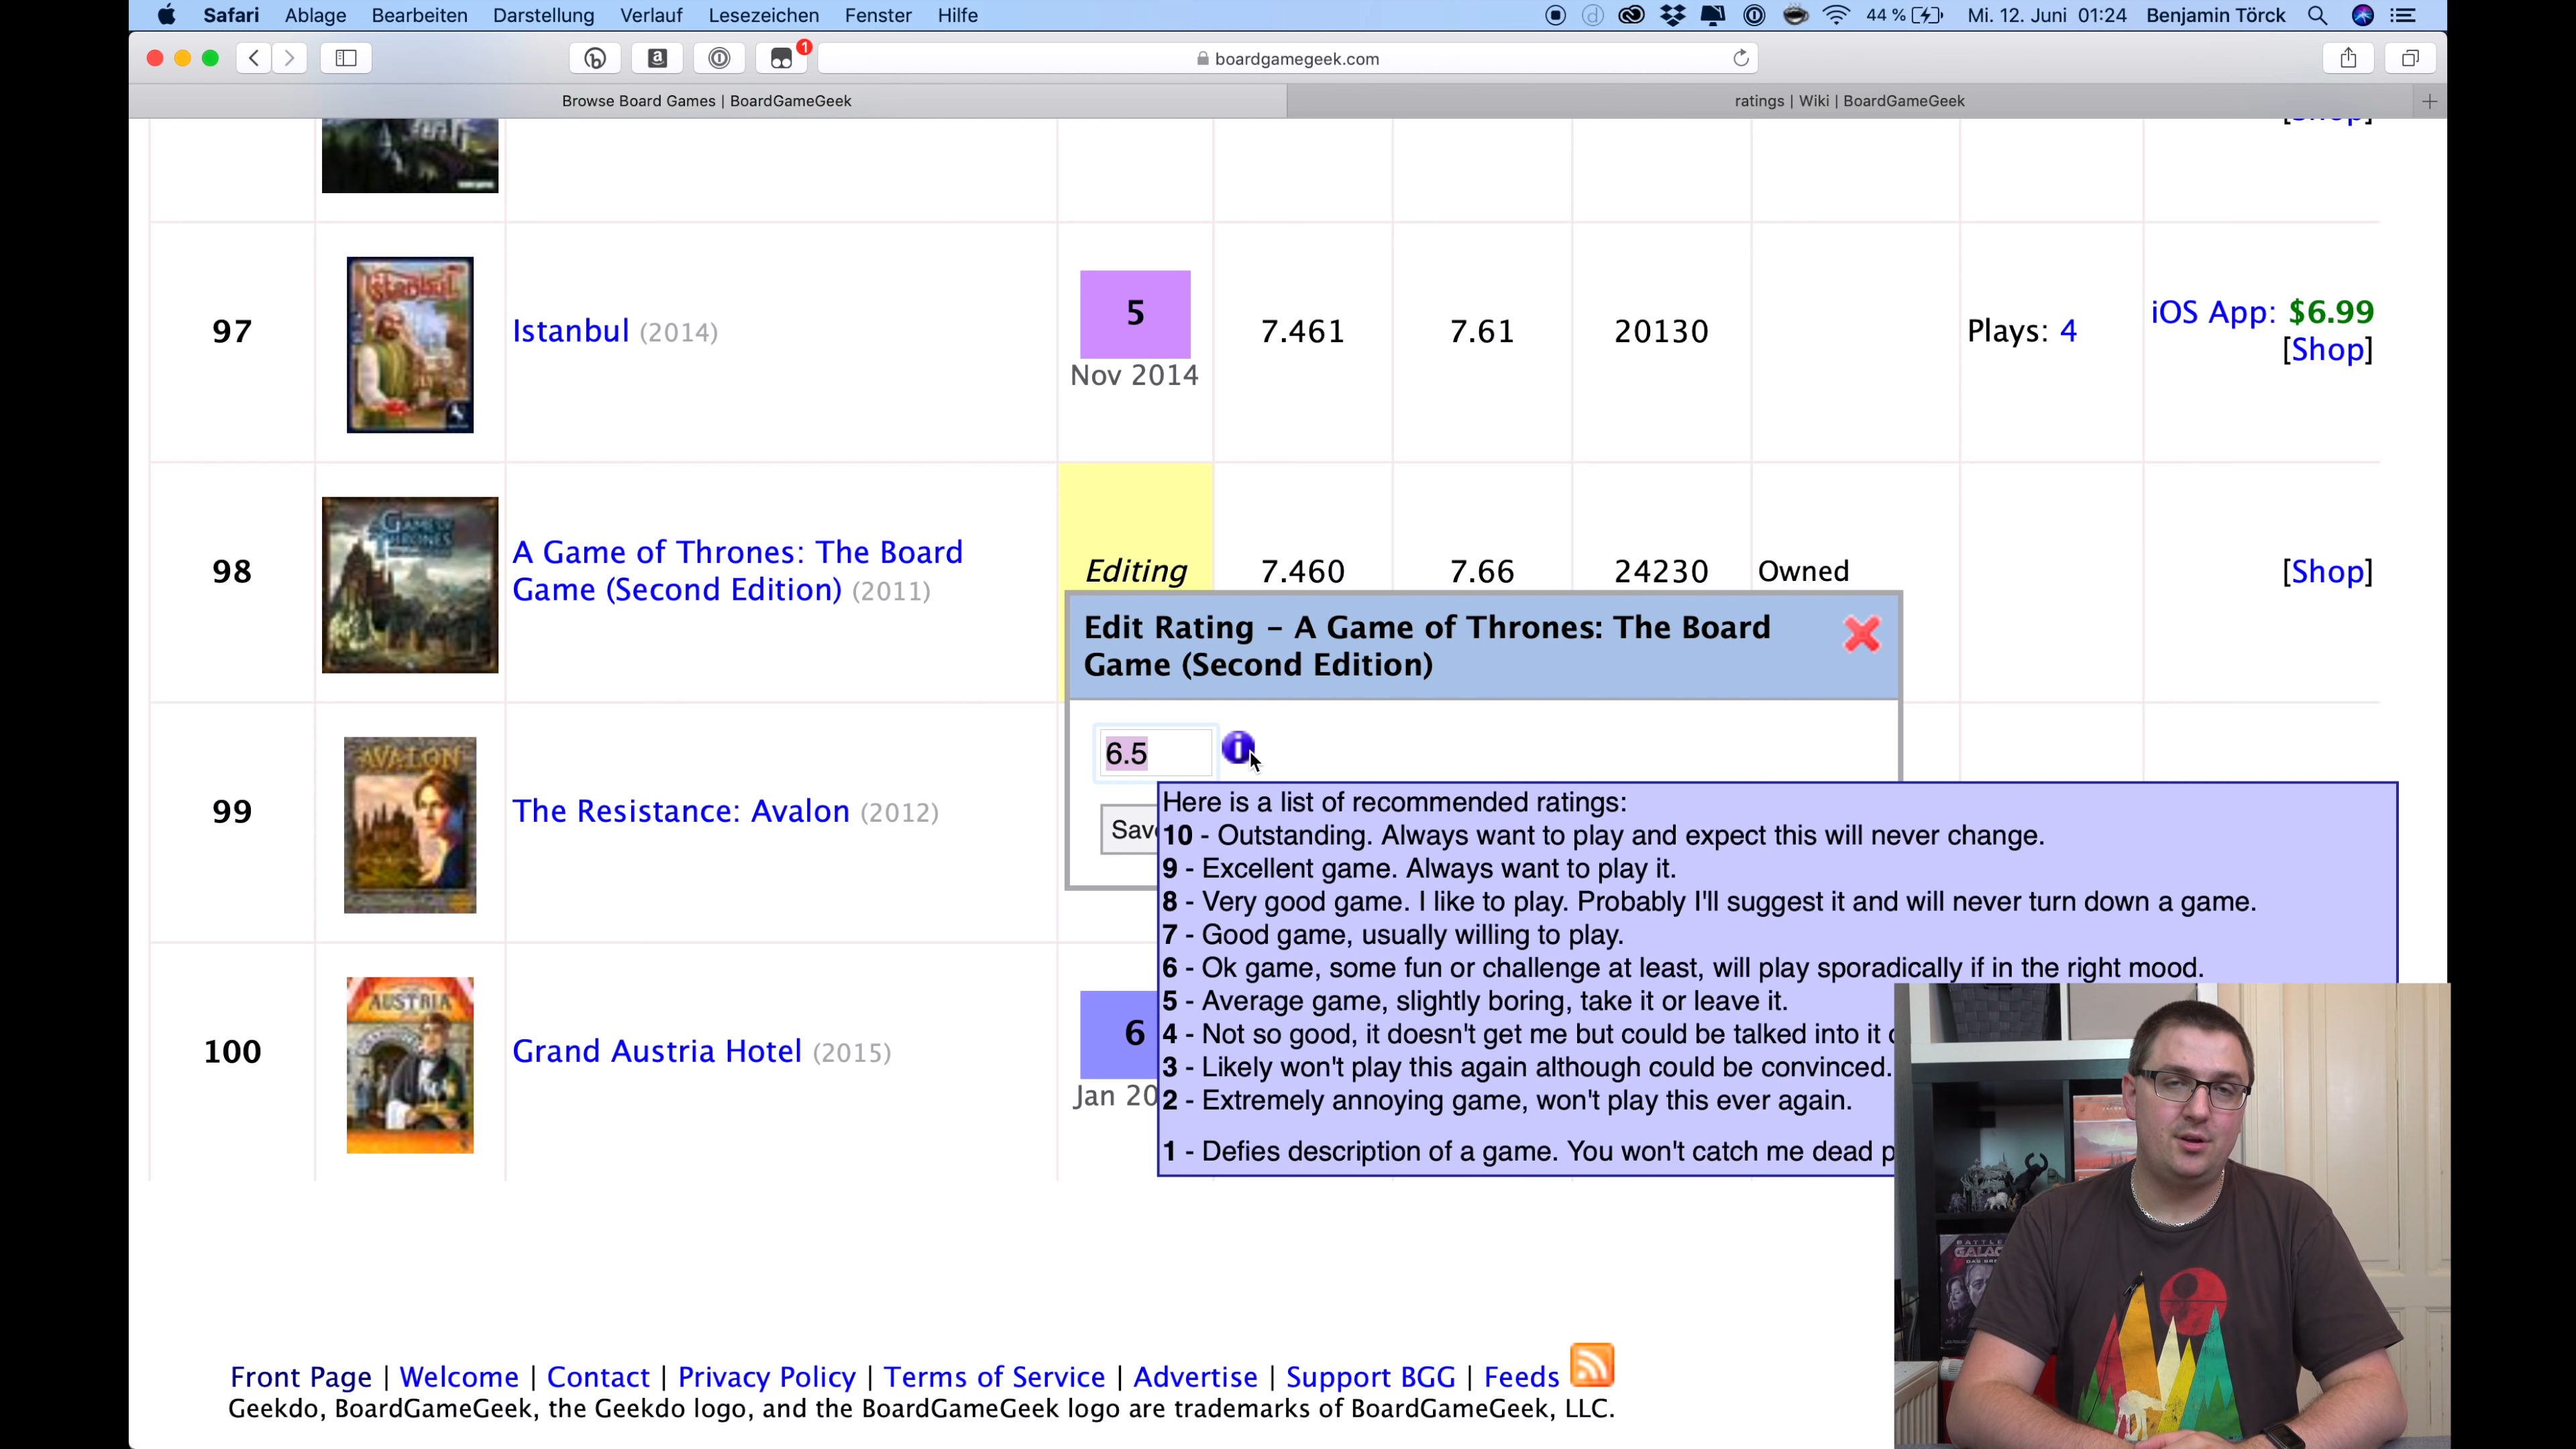 Safari Ablage Bearbeiten Darstellung Verlauf Lesezeichen Fenster Hilfe 44 % Mi. 12. Juni 01:24 Benjamin Törck
1
boardgamegeek.com
Browse Board Games | BoardGameGeek ratings | Wiki | BoardGameGeek
[Shop]
97 Istanbul (2014) 5 7.461 7.61 20130 Plays: 4 iOS App: $6.99
Nov 2014 [Shop]
Istanbul
98 A Game of Thrones: The Board Editing 7.460 7.66 24230 Owned [Shop]
Game (Second Edition) (2011)
GAME OF
THRONES
Edit Rating - A Game of Thrones: The Board
Game (Second Edition)
6.5 i
99 The Resistance: Avalon (2012)
AVALON
Here is a list of recommended ratings:
10 - Outstanding. Always want to play and expect this will never change.
9 - Excellent game. Always want to play it.
8 - Very good game. I like to play. Probably I'll suggest it and will never turn down a game.
7 - Good game, usually willing to play.
6 - Ok game, some fun or challenge at least, will play sporadically if in the right mood.
5 - Average game, slightly boring, take it or leave it.
4 - Not so good, it doesn't get me but could be talked into it
3 - Likely won't play this again although could be convinced.
2 - Extremely annoying game, won't play this ever again.
1 - Defies description of a game. You won't catch me dead
100 Grand Austria Hotel (2015) 6
Jan 20
AUSTRIA
BATTLE
GALAC
Front Page | Welcome | Contact | Privacy Policy | Terms of Service | Advertise | Support BGG | Feeds
Geekdo, BoardGameGeek, the Geekdo logo, and the BoardGameGeek logo are trademarks of BoardGameGeek, LLC.